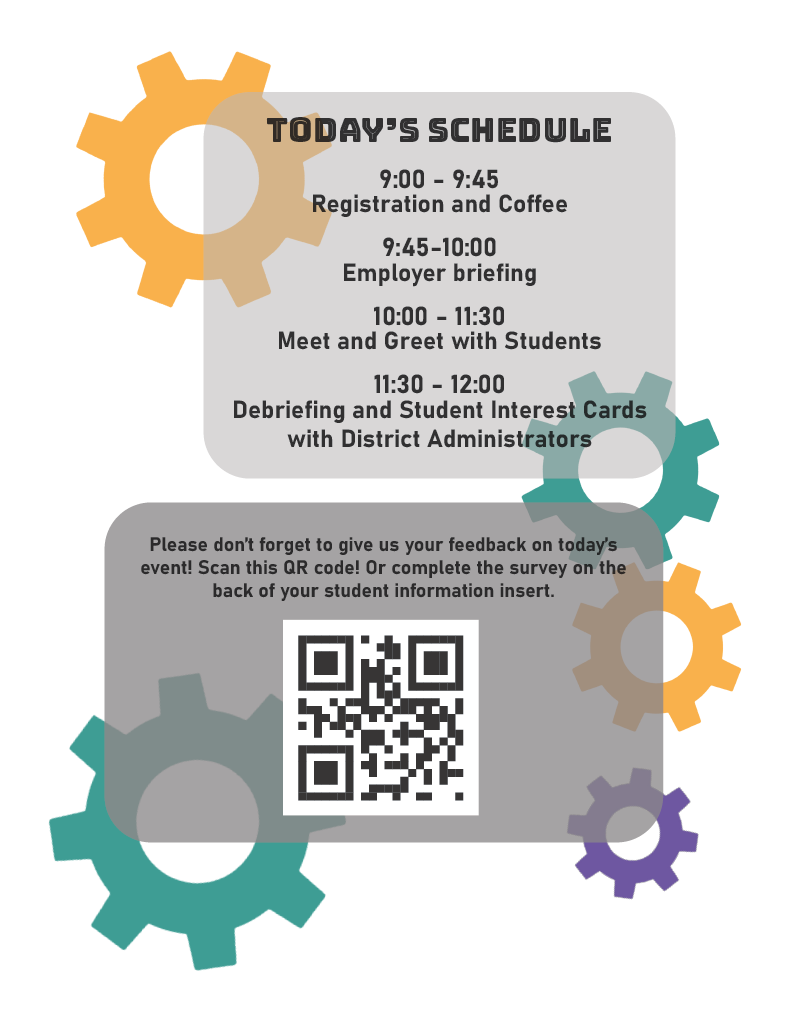 TODAY'S SCHEDULE
9:00 - 9:45
Registration and Coffee
9:45-10:00
Employer briefing
10:00 - 11:30
Meet and Greet with Students
11:30 - 12:00
Debriefing and Student Interest Cards
with District Administrators
Please don't forget to give us your feedback on today's
event! Scan this QR code! Or complete the survey on the
back of your student information insert.